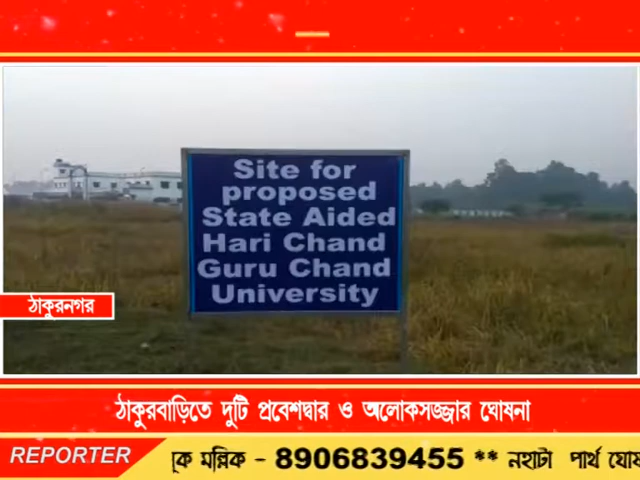 Site for
proposed
State Aided
Hari Chand
Guru Chand
University
ঠাকুরনগর
ঠাকুরবাড়িতে দুটি প্রবেশদ্বার ও অলোকসজ্জার ঘোষনা
REPORTER
মল্লিক - 8906839455 ** নহাটা পার্থ ঘোষ